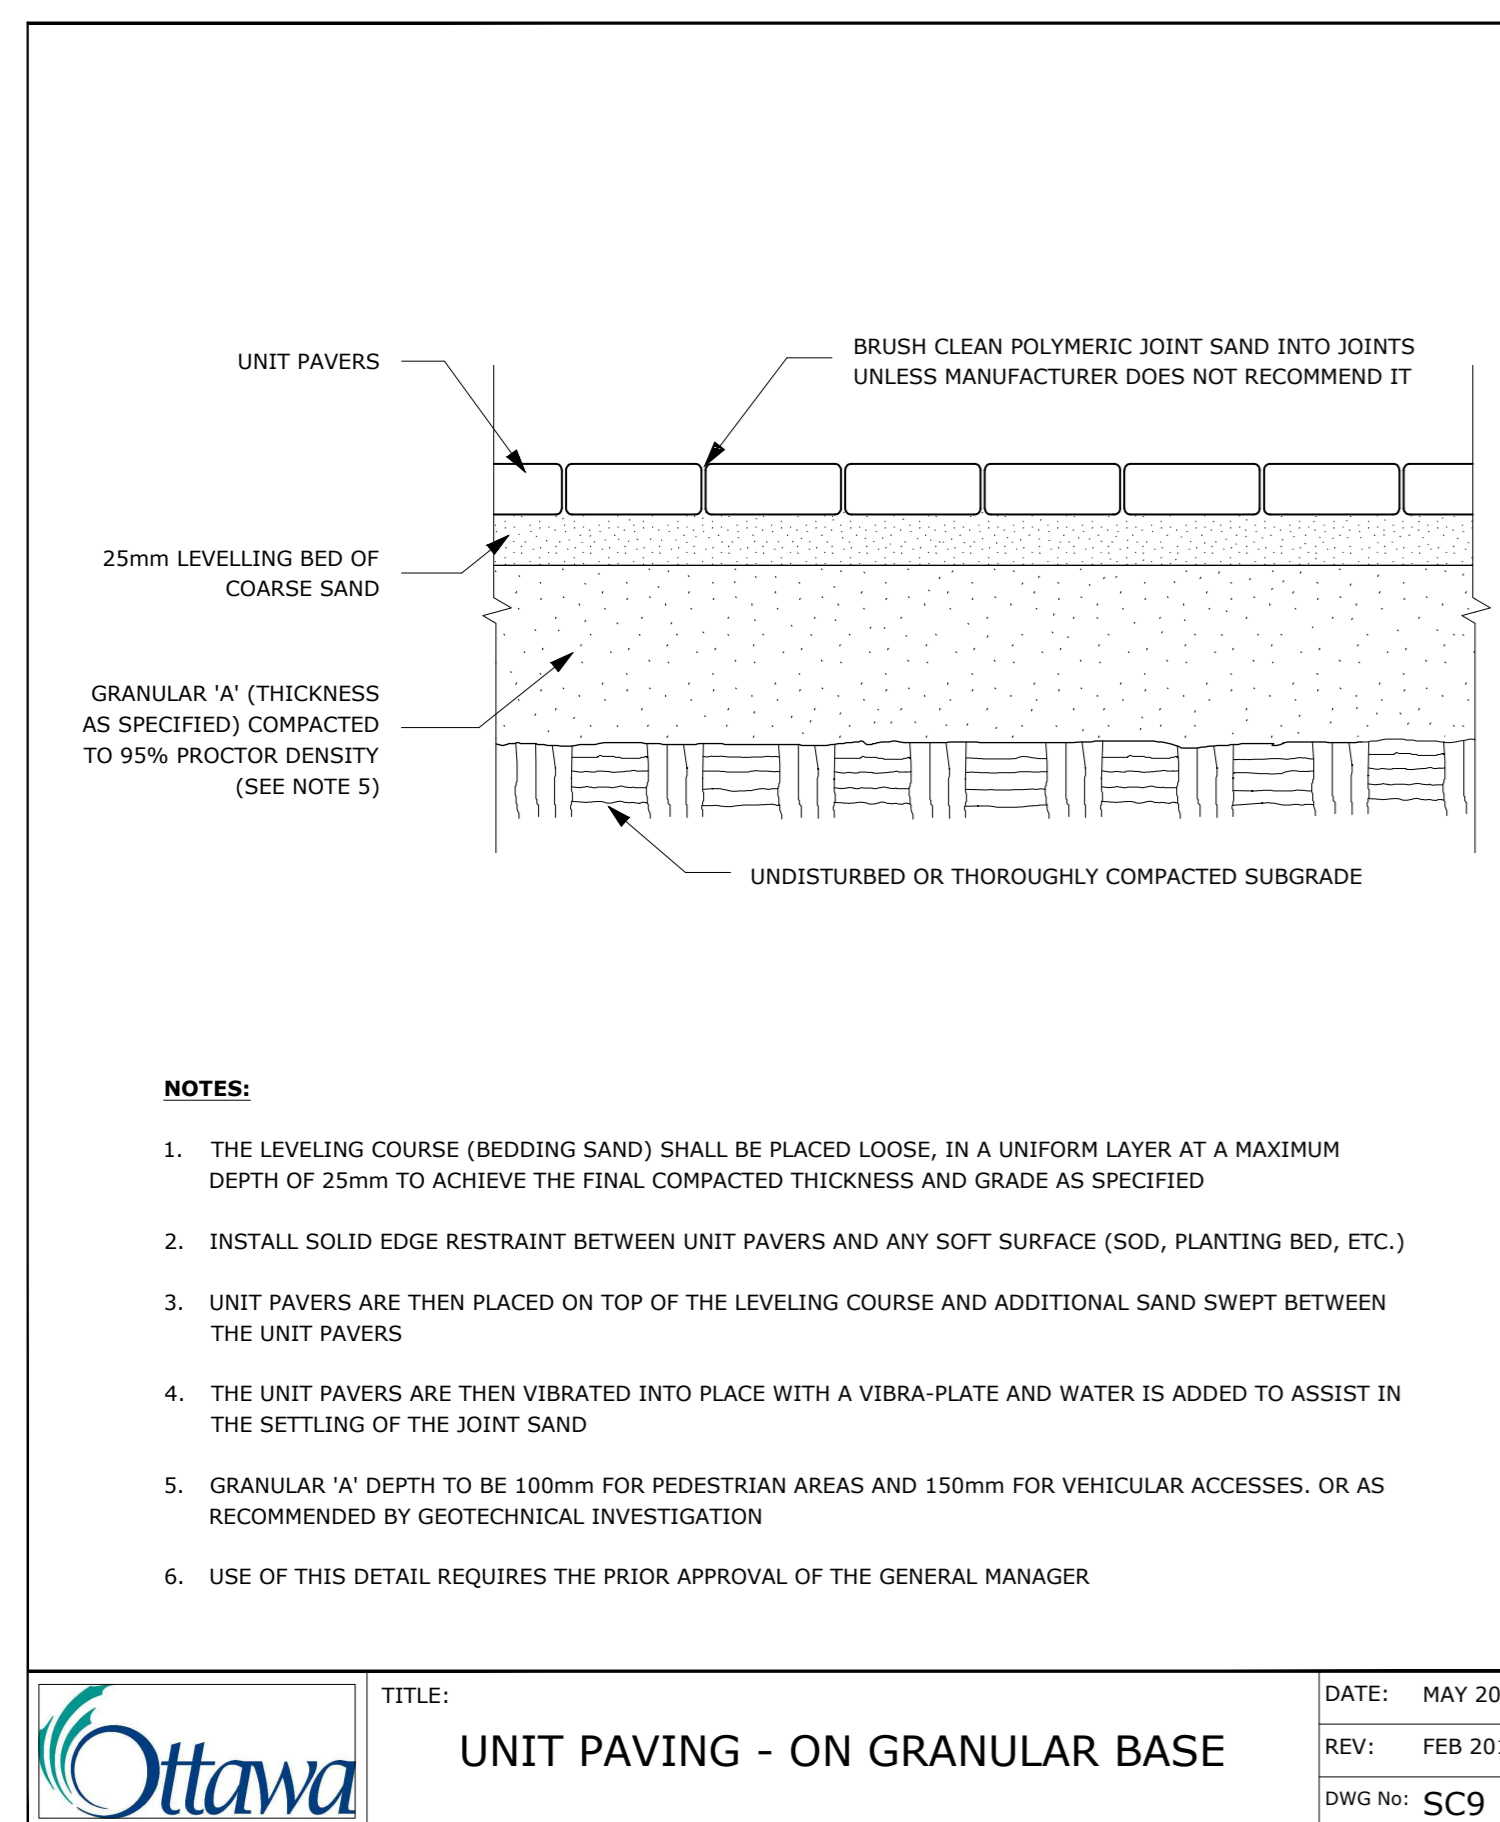 UNIT PAVERS
BRUSH CLEAN POLYMERIC JOINT SAND INTO JOINTS
UNLESS MANUFACTURER DOES NOT RECOMMEND IT
25mm LEVELLING BED OF
COARSE SAND
GRANULAR 'A' (THICKNESS
AS SPECIFIED) COMPACTED
TO 95% PROCTOR DENSITY
(SEE NOTE 5)
UNDISTURBED OR THOROUGHLY COMPACTED SUBGRADE
NOTES:
1. THE LEVELING COURSE (BEDDING SAND) SHALL BE PLACED LOOSE, IN A UNIFORM LAYER AT A MAXIMUM
DEPTH OF 25mm TO ACHIEVE THE FINAL COMPACTED THICKNESS AND GRADE AS SPECIFIED
2. INSTALL SOLID EDGE RESTRAINT BETWEEN UNIT PAVERS AND ANY SOFT SURFACE (SOD, PLANTING BED, ETC.)
3. UNIT PAVERS ARE THEN PLACED ON TOP OF THE LEVELING COURSE AND ADDITIONAL SAND SWEPT BETWEEN
THE UNIT PAVERS
4. THE UNIT PAVERS ARE THEN VIBRATED INTO PLACE WITH A VIBRA-PLATE AND WATER IS ADDED TO ASSIST IN
THE SETTLING OF THE JOINT SAND
5. GRANULAR 'A' DEPTH TO BE 100mm FOR PEDESTRIAN AREAS AND 150mm FOR VEHICULAR ACCESSES. OR AS
RECOMMENDED BY GEOTECHNICAL INVESTIGATION
6. USE OF THIS DETAIL REQUIRES THE PRIOR APPROVAL OF THE GENERAL MANAGER
Ottawa
TITLE:
UNIT PAVING - ON GRANULAR BASE
DATE: MAY 20
REV: FEB 20
DWG No: SC9